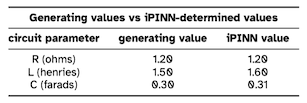 Generating values vs iPINN-determined values
circuit parameter generating value iPINN value
R (ohms) 1.20 1.20
L (henries) 1.50 1.60
C (farads) 0.30 0.31